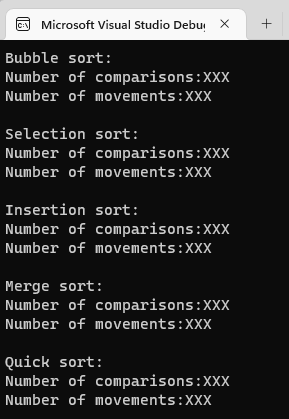 Microsoft Visual Studio Debug
Bubble sort:
Number of comparisons:XXX
Number of movements:XXX
Selection sort:
Number of comparisons:XXX
Number of movements:XXX
Insertion sort:
Number of comparisons:XXX
Number of movements:XXX
Merge sort:
Number of comparisons:XXX
Number of movements:XXX
Quick sort:
Number of comparisons:XXX
Number of movements:XXX